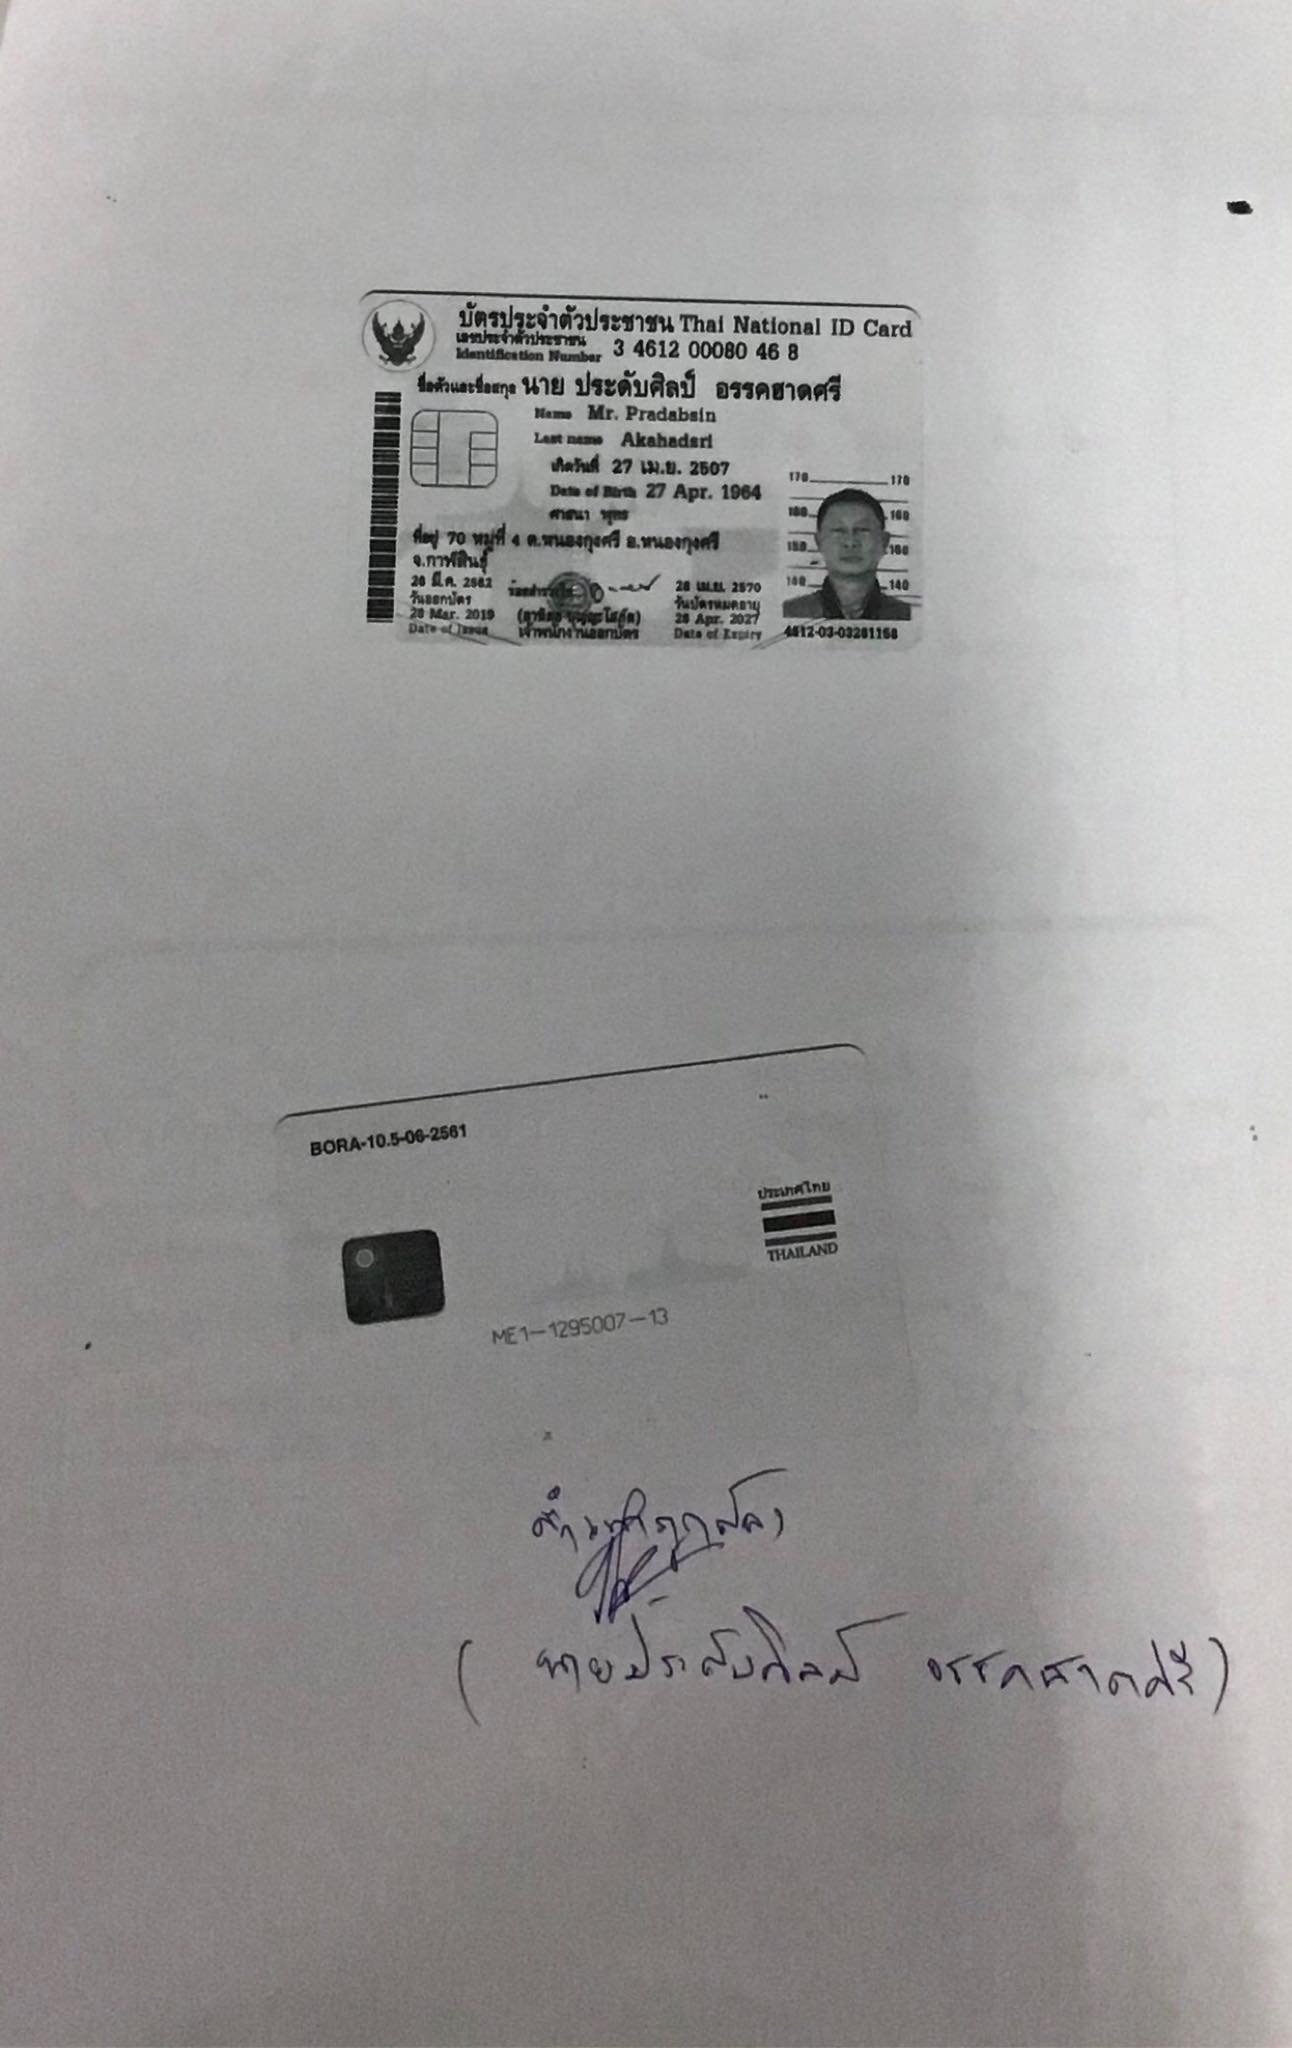 บัตรประจำตัวประชาชน Thai National ID Card
เลขประจำตัวประชาชน
Identification Number 3 4612 00080 46 8
ชื่อตัวและชื่อสกุล นาย ประดับศิลป์ อรรคฮาดศรี
Name Mr. Pradabsin
Last name Akahadsri
เกิดวันที่ 27 เม.ย. 2507
Date of Birth 27 Apr. 1964
ศาสนา พุทธ
ที่อยู่ 70 หมู่ที่ 4 ต.หนองกุงศรี อ.หนองกุงศรี
จ.กาฬสินธุ์
28 มี.ค. 2562
วันออกบัตร
28 Mar. 2019
Date of Issue
เจ้าพนักงานออกบัตร
26 เม.ย. 2570
วันบัตรหมดอายุ
26 Apr. 2027
Date of Expiry
170 170
160 160
150 150
140 140
4612-03-03281158
BORA-10.5-06-2561
ประเทศไทย
THAILAND
ME1-1295007-13
สำเนาถูกต้อง
( นายประดับศิลป์ อรรคฮาดศรี )